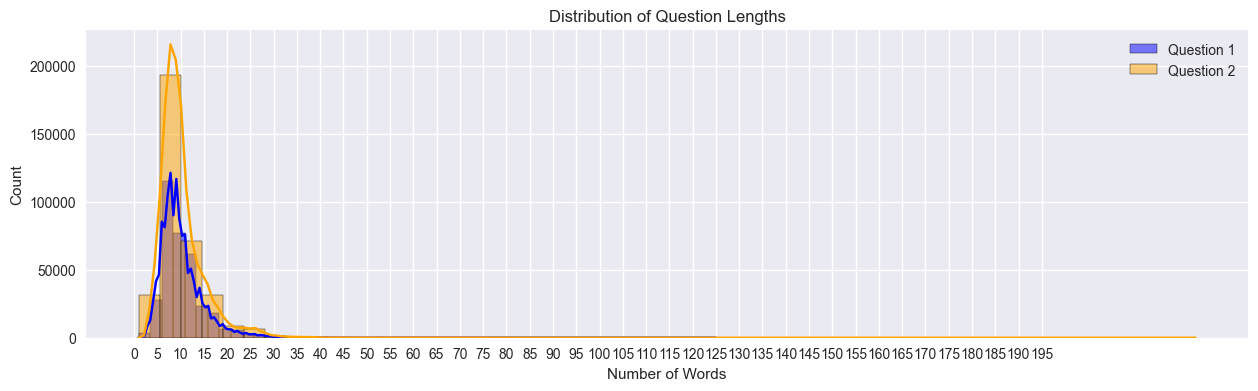 Distribution of Question Lengths
Question 1
Question 2
200000
150000
100000
50000
0
Count
0 5 10 15 20 25 30 35 40 45 50 55 60 65 70 75 80 85 90 95 100 105 110 115 120 125 130 135 140 145 150 155 160 165 170 175 180 185 190 195
Number of Words